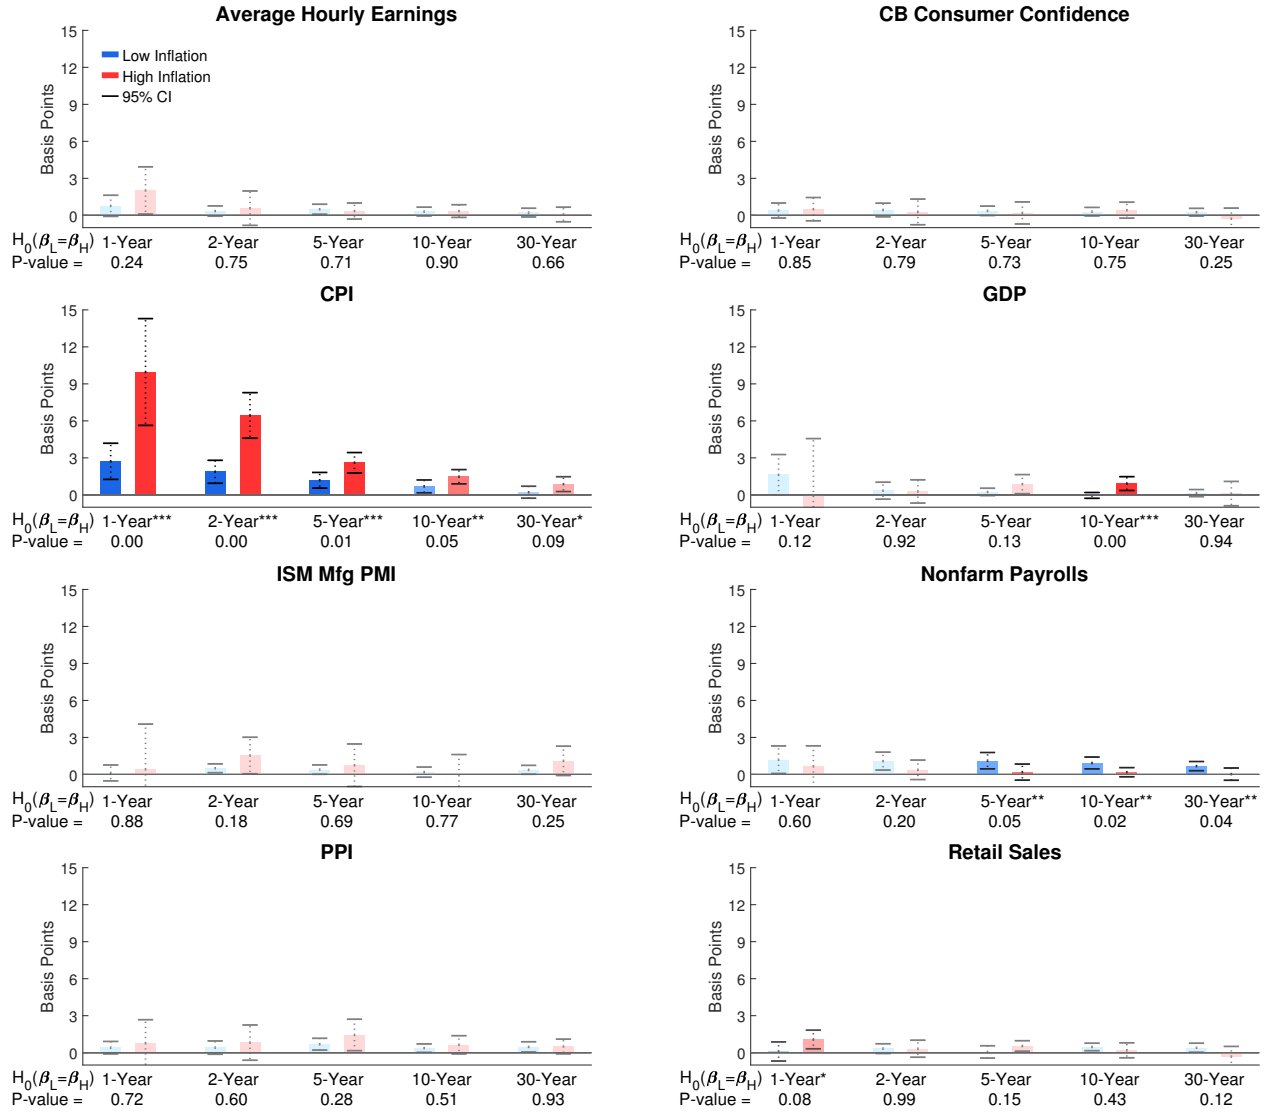 Average Hourly Earnings
15
12
9
6
3
0
Basis Points
Low Inflation
High Inflation
95% CI
H0(βL=βH) 1-Year 2-Year 5-Year 10-Year 30-Year
P-value = 0.24 0.75 0.71 0.90 0.66
CB Consumer Confidence
15
12
9
6
3
0
Basis Points
H0(βL=βH) 1-Year 2-Year 5-Year 10-Year 30-Year
P-value = 0.85 0.79 0.73 0.75 0.25
CPI
15
12
9
6
3
0
Basis Points
H0(βL=βH) 1-Year*** 2-Year*** 5-Year*** 10-Year** 30-Year*
P-value = 0.00 0.00 0.01 0.05 0.09
GDP
15
12
9
6
3
0
Basis Points
H0(βL=βH) 1-Year 2-Year 5-Year 10-Year*** 30-Year
P-value = 0.12 0.92 0.13 0.00 0.94
ISM Mfg PMI
15
12
9
6
3
0
Basis Points
H0(βL=βH) 1-Year 2-Year 5-Year 10-Year 30-Year
P-value = 0.88 0.18 0.69 0.77 0.25
Nonfarm Payrolls
15
12
9
6
3
0
Basis Points
H0(βL=βH) 1-Year 2-Year 5-Year** 10-Year** 30-Year**
P-value = 0.60 0.20 0.05 0.02 0.04
PPI
15
12
9
6
3
0
Basis Points
H0(βL=βH) 1-Year 2-Year 5-Year 10-Year 30-Year
P-value = 0.72 0.60 0.28 0.51 0.93
Retail Sales
15
12
9
6
3
0
Basis Points
H0(βL=βH) 1-Year* 2-Year 5-Year 10-Year 30-Year
P-value = 0.08 0.99 0.15 0.43 0.12